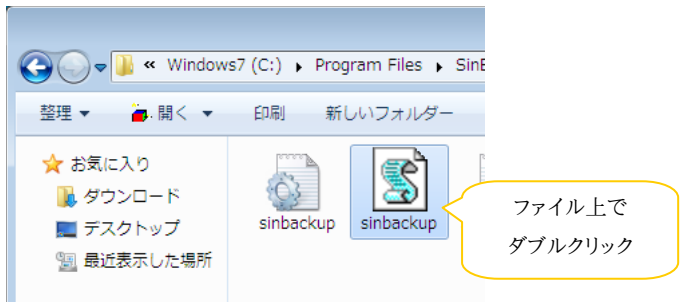 « Windows7 (C:) ▸ Program Files ▸ Sin
整理 ▼ 開く ▼ 印刷 新しいフォルダー
お気に入り
ダウンロード
デスクトップ
最近表示した場所
sinbackup sinbackup
ファイル上で
ダブルクリック